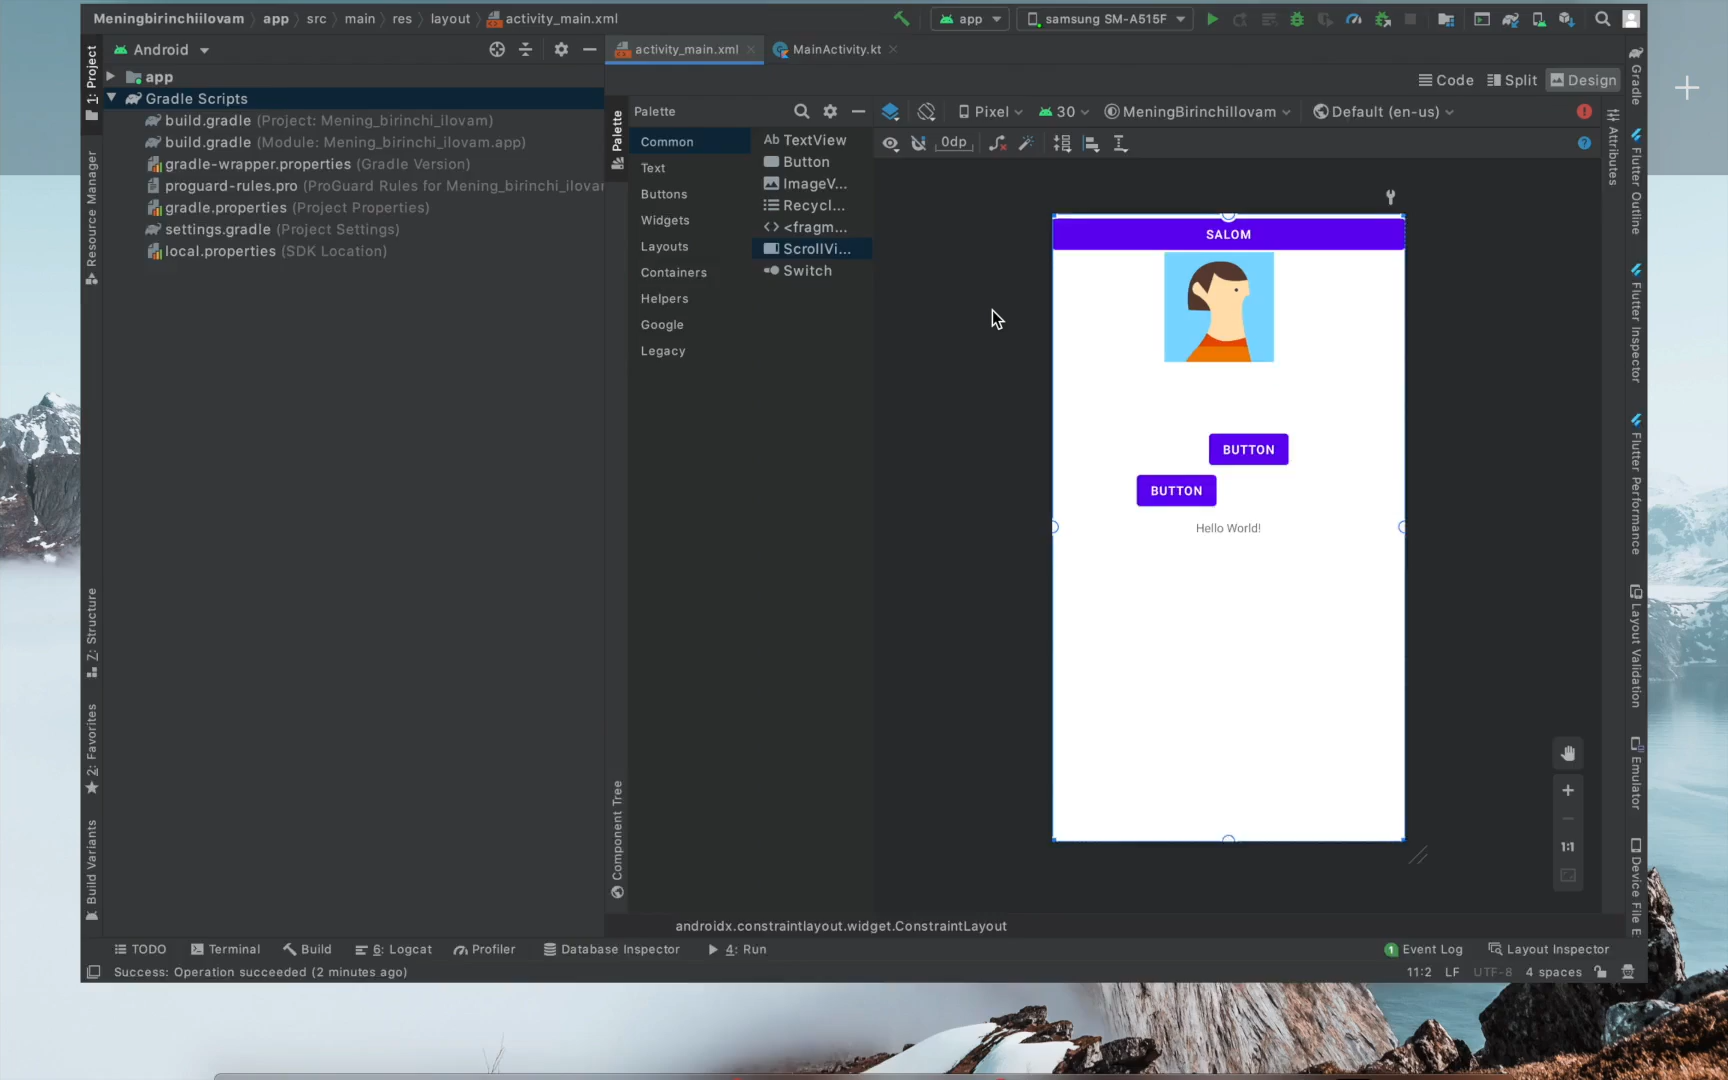 Meningbirinchiilovam app src main res layout activity_main.xml
app samsung SM-A515F
1: Project
Android
activity_main.xml MainActivity.kt
Gradle
app
Gradle Scripts
build.gradle (Project: Mening_birinchi_ilovam)
build.gradle (Module: Mening_birinchi_ilovam.app)
gradle-wrapper.properties (Gradle Version)
proguard-rules.pro (ProGuard Rules for Mening_birinchi_ilovar
gradle.properties (Project Properties)
settings.gradle (Project Settings)
local.properties (SDK Location)
Resource Manager
Z: Structure
2: Favorites
Build Variants
Code Split Design
Palette
Palette
Common
Text
Buttons
Widgets
Layouts
Containers
Helpers
Google
Legacy
Ab TextView
Button
ImageV...
Recycl...
<> <fragm...
ScrollVi...
Switch
Component Tree
Pixel 30 MeningBirinchiIlovam Default (en-us)
0dp
SALOM
BUTTON
BUTTON
Hello World!
1:1
Attributes
Flutter Outline
Flutter Inspector
Flutter Performance
Layout Validation
Emulator
Device File E
androidx.constraintlayout.widget.ConstraintLayout
TODO Terminal Build 6: Logcat Profiler Database Inspector 4: Run
1 Event Log Layout Inspector
Success: Operation succeeded (2 minutes ago)
11:2 LF UTF-8 4 spaces